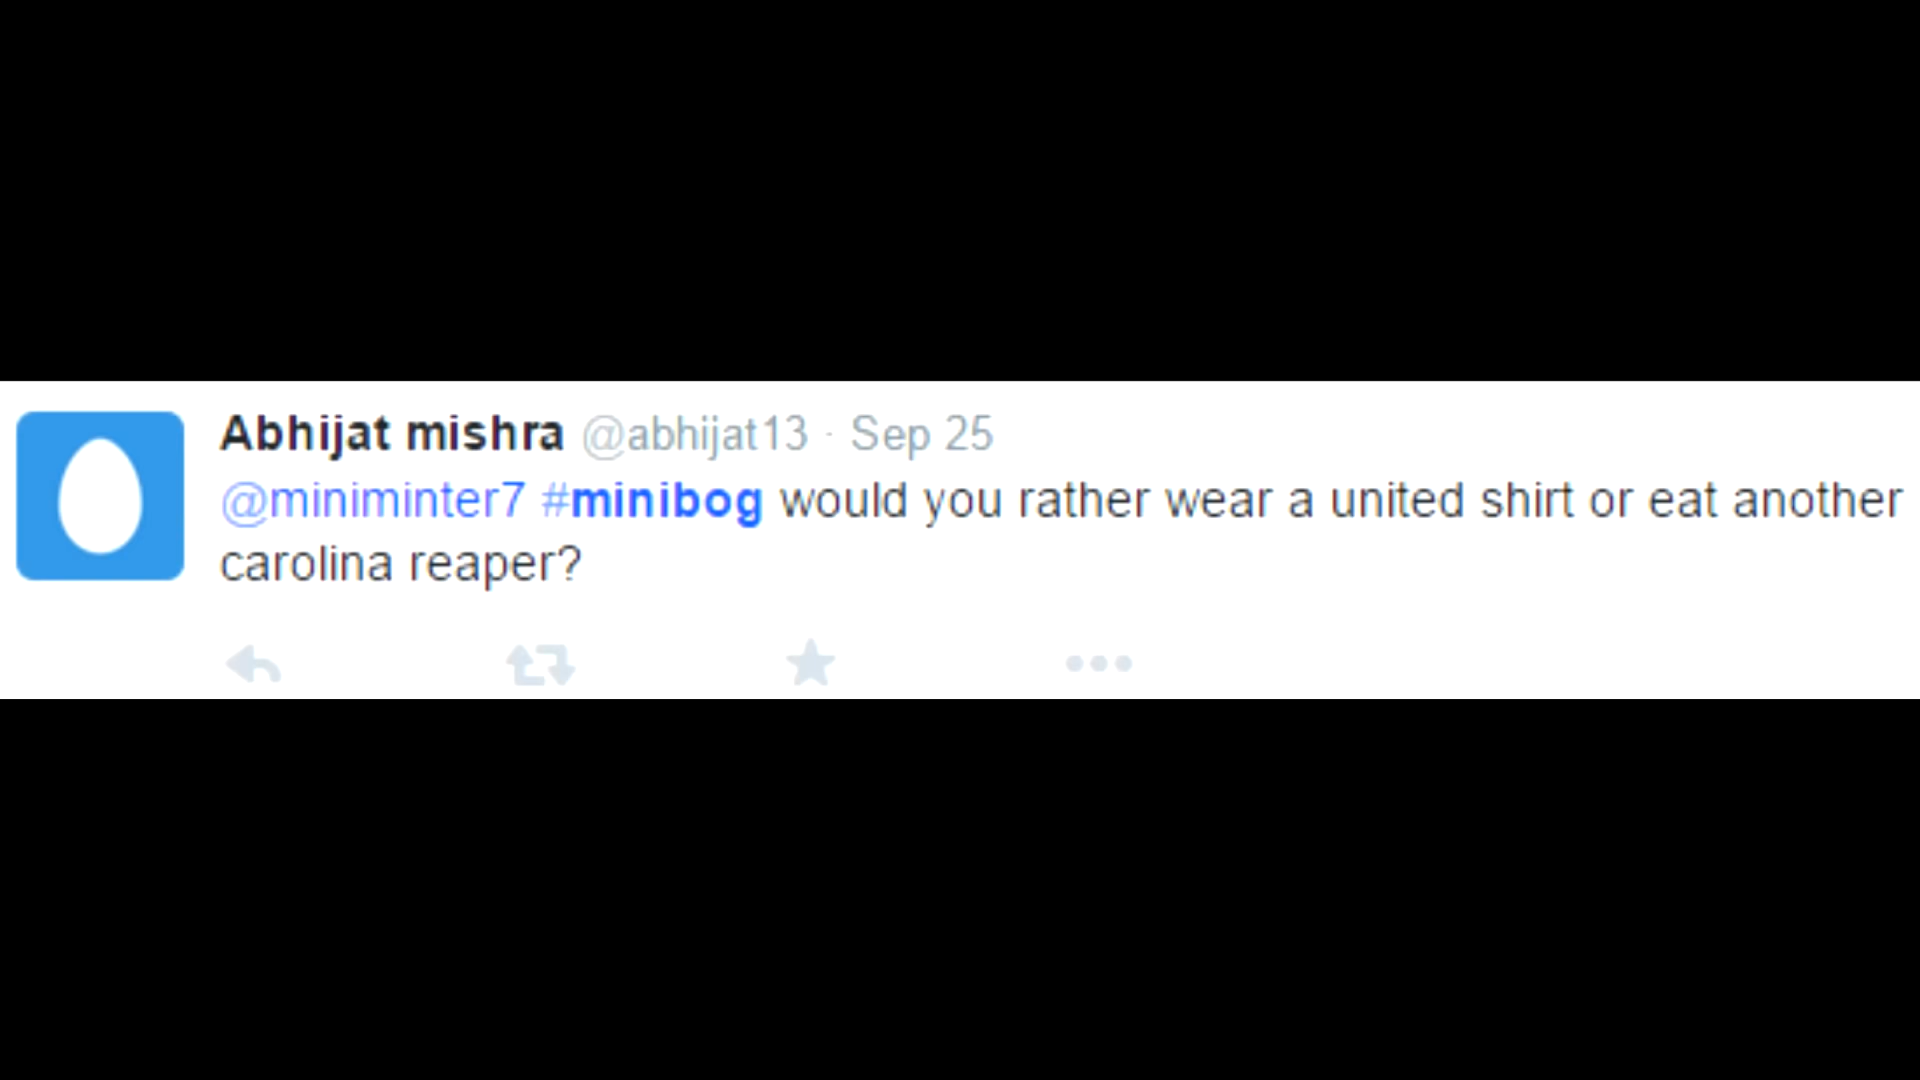 Abhijat mishra @abhijat13 · Sep 25
@miniminter7 #minibog would you rather wear a united shirt or eat another
carolina reaper?